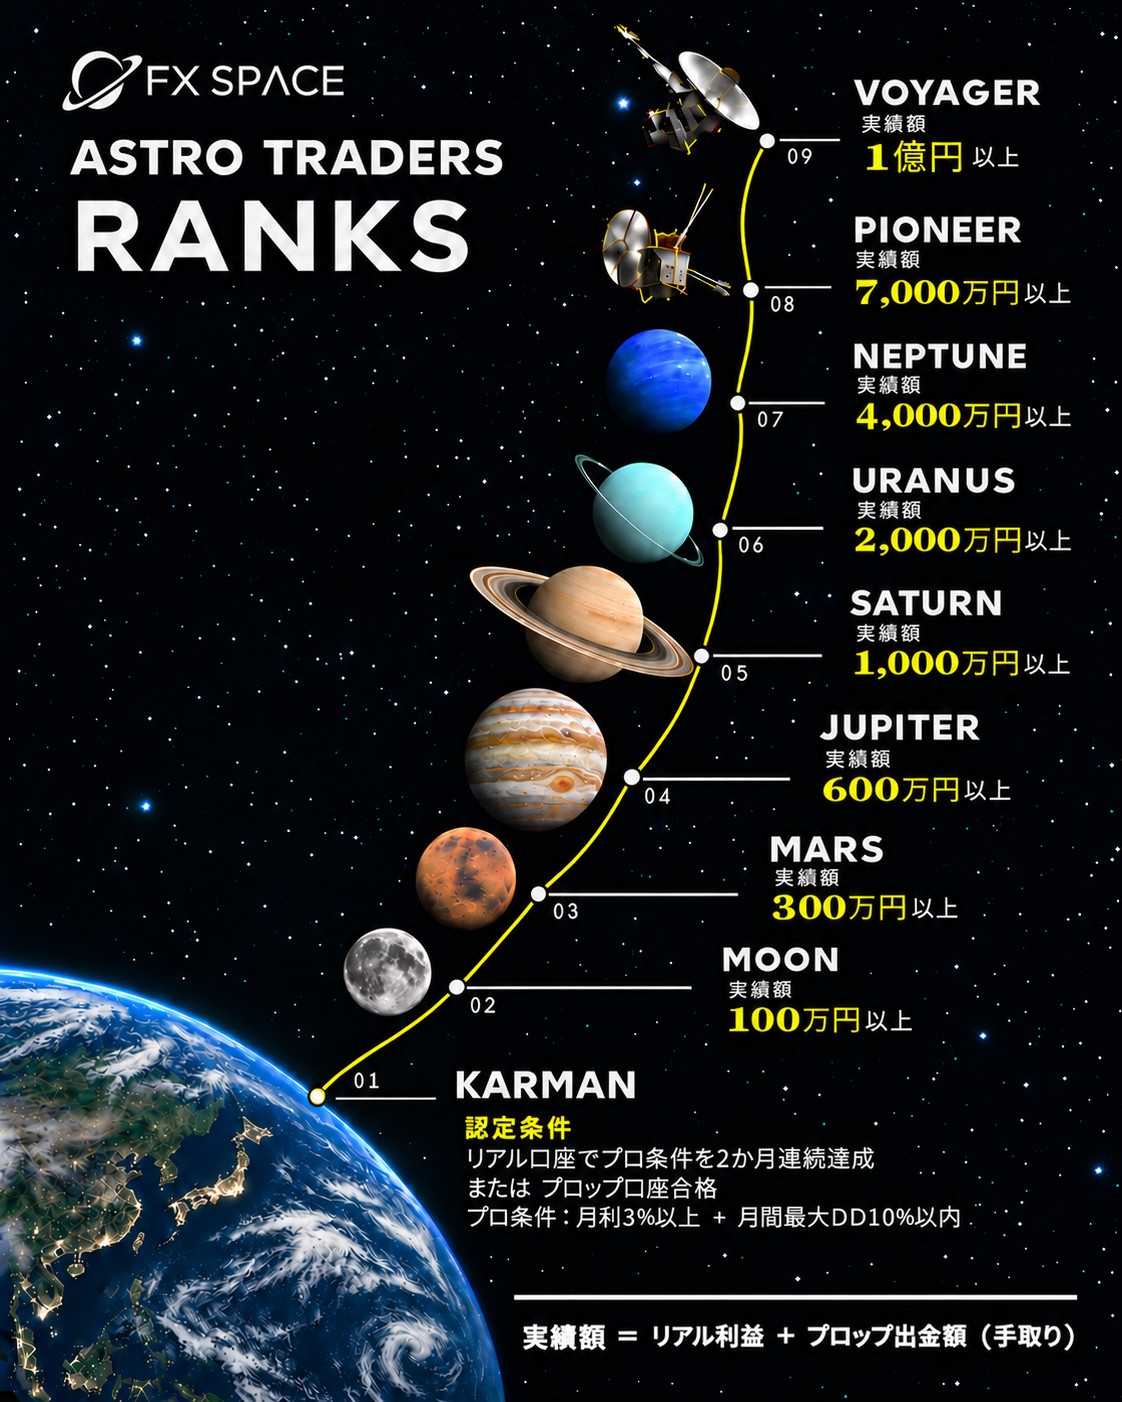 FX SPACE
ASTRO TRADERS
RANKS
09
VOYAGER
実績額
1億円 以上
08
PIONEER
実績額
7,000万円以上
07
NEPTUNE
実績額
4,000万円以上
06
URANUS
実績額
2,000万円以上
05
SATURN
実績額
1,000万円以上
04
JUPITER
実績額
600万円以上
03
MARS
実績額
300万円以上
02
MOON
実績額
100万円以上
01
KARMAN
認定条件
リアル口座でプロ条件を2か月連続達成
または プロップ口座合格
プロ条件：月利3%以上 + 月間最大DD10%以内
実績額 = リアル利益 + プロップ出金額 (手取り)